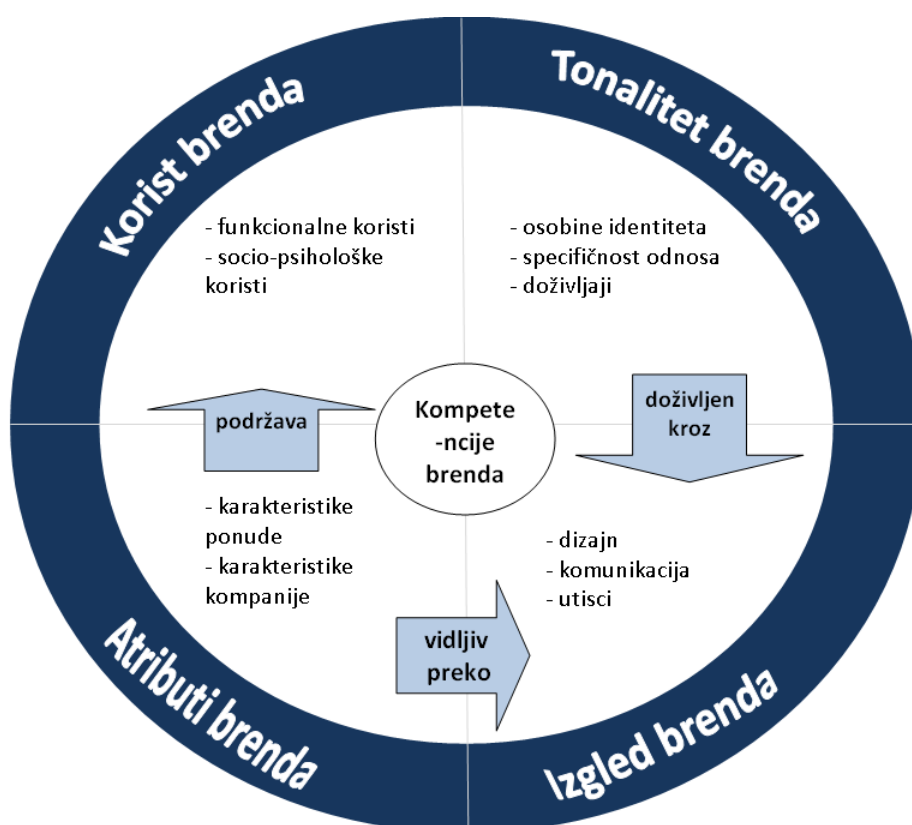 Korist brenda
Tonalitet brenda
- funkcionalne koristi
- socio-psihološke
koristi
- osobine identiteta
- specifičnost odnosa
- doživljaji
podržava
Kompete
-ncije
brenda
doživljen
kroz
- karakteristike
ponude
- karakteristike
kompanije
- dizajn
- komunikacija
- utisci
vidljiv
preko
Atributi brenda
Izgled brenda